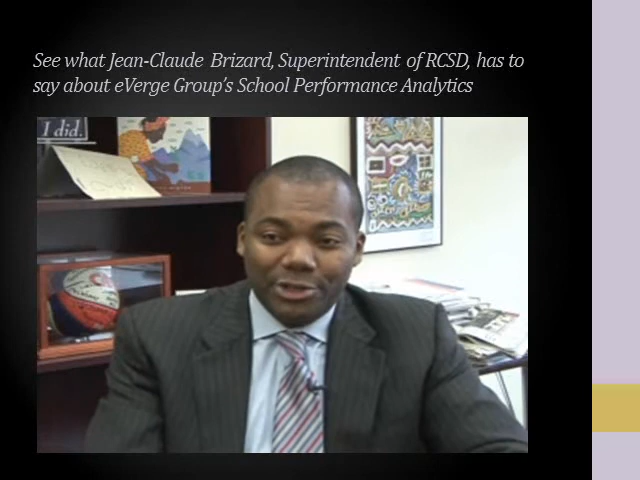 See what Jean-Claude Brizard, Superintendent of RCSD, has to
say about eVerge Group's School Performance Analytics
I did.